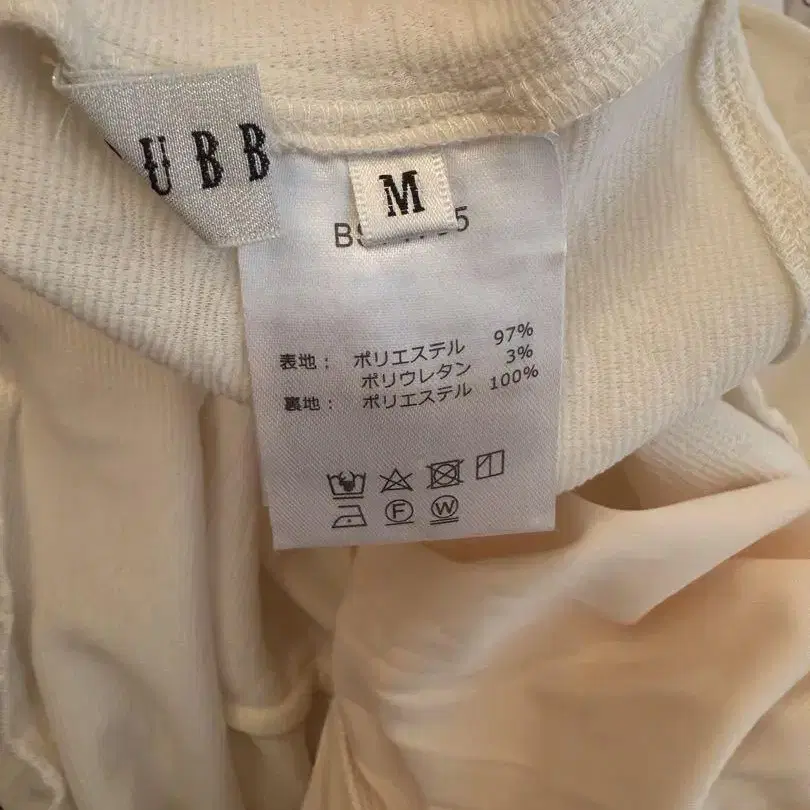 UBB
M
表地： ポリエステル 97%
ポリウレタン 3%
裏地： ポリエステル 100%
F W